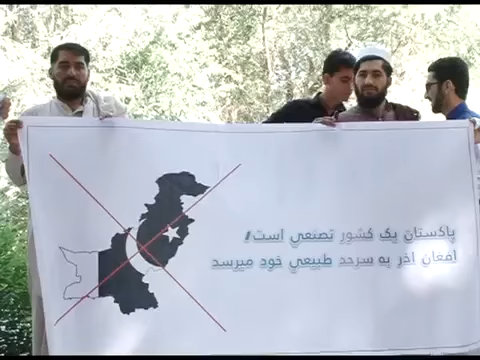 پاکستان یک کشور تصنعي است!
افغان اخر به سرحد طبيعي خود ميرسد